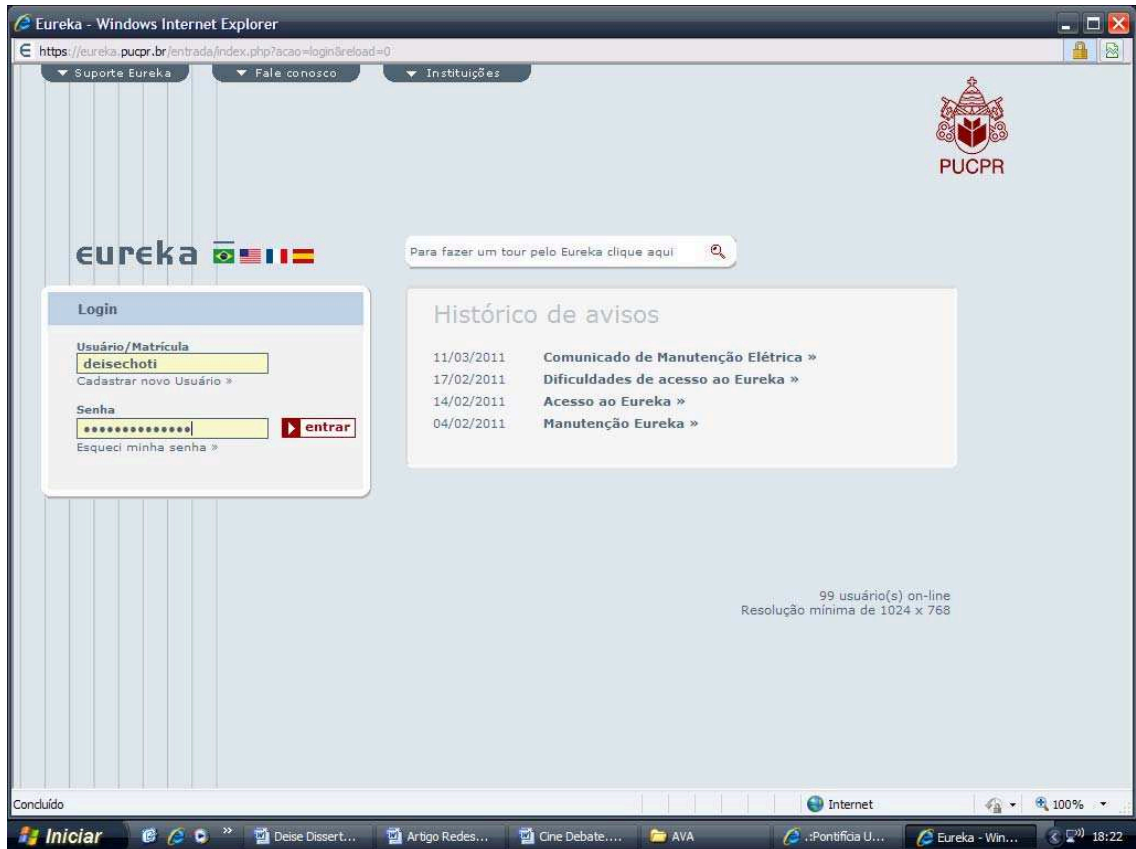 Eureka - Windows Internet Explorer
https://eureka.pucpr.br/entrada/index.php?acao=login&reload=0
Suporte Eureka Fale conosco Instituições
PUCPR
eureka
Para fazer um tour pelo Eureka clique aqui
Login
Usuário/Matrícula
deisechoti
Cadastrar novo Usuário »
Senha
••••••••••••••
entrar
Esqueci minha senha »
Histórico de avisos
11/03/2011 Comunicado de Manutenção Elétrica »
17/02/2011 Dificuldades de acesso ao Eureka »
14/02/2011 Acesso ao Eureka »
04/02/2011 Manutenção Eureka »
99 usuário(s) on-line
Resolução mínima de 1024 x 768
Concluído Internet 100%
Iniciar » Deise Dissert... Artigo Redes... Cine Debate.... AVA .:Pontifícia U... Eureka - Win... 18:22